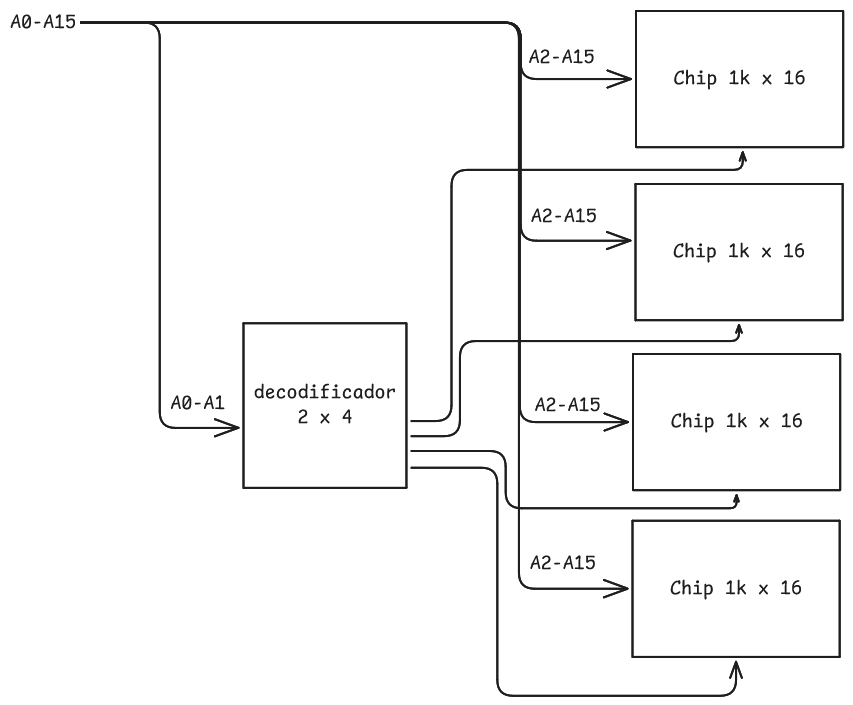 A0-A15
A2-A15
Chip 1k x 16
A2-A15
Chip 1k x 16
decodificador
2 x 4
A0-A1
A2-A15
Chip 1k x 16
A2-A15
Chip 1k x 16